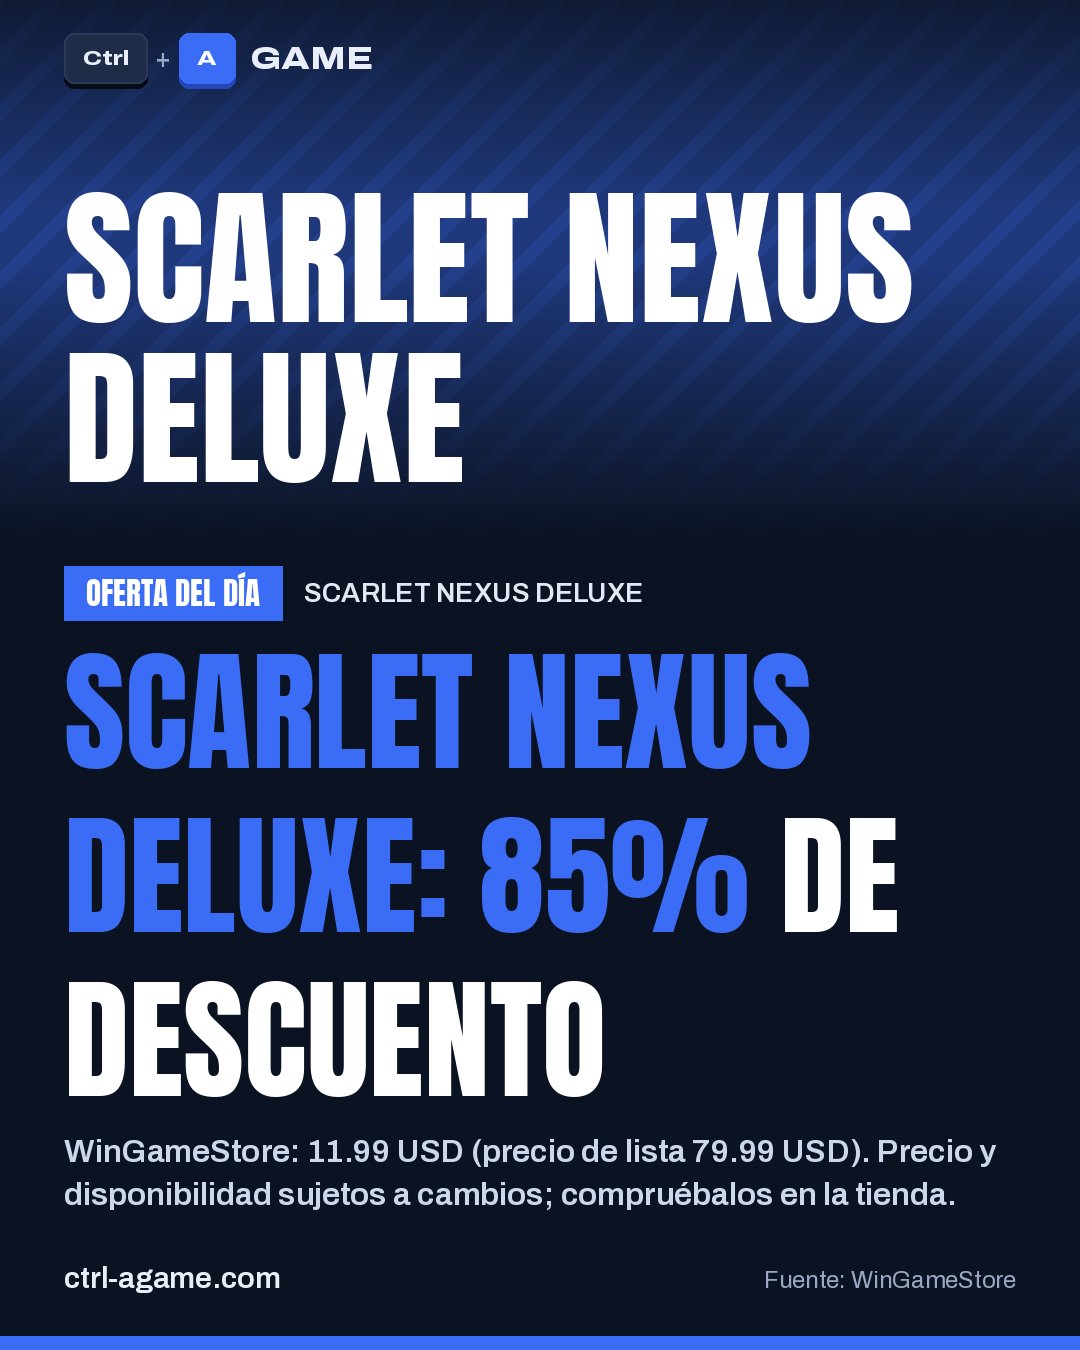 Ctrl + A GAME
SCARLET NEXUS
DELUXE
OFERTA DEL DÍA SCARLET NEXUS DELUXE
SCARLET NEXUS
DELUXE: 85% DE
DESCUENTO
WinGameStore: 11.99 USD (precio de lista 79.99 USD). Precio y
disponibilidad sujetos a cambios; compruébalos en la tienda.
ctrl-agame.com Fuente: WinGameStore